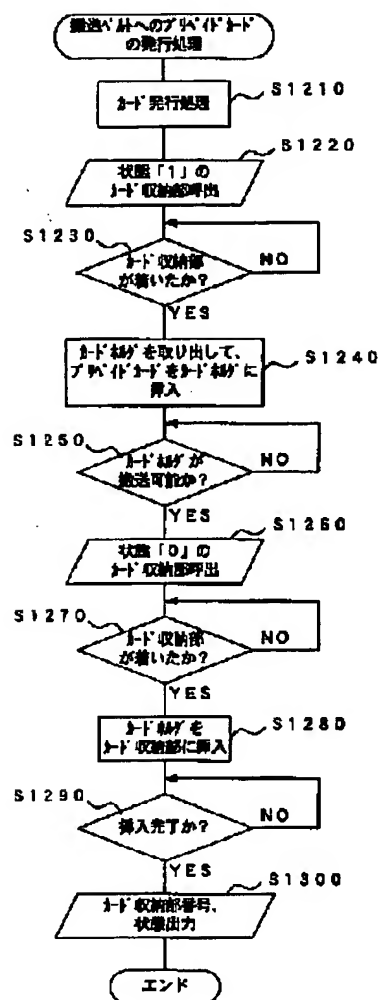 搬送ベルトへのプリペイドカード
の発行処理
S1210
カード発行処理
S1220
状態「1」の
カード収納部呼出
S1230
カード収納部
が着いたか?
NO
YES
カードホルダを取り出して、
プリペイドカードをカードホルダに
挿入
S1240
S1250
カードホルダが
搬送可能か?
NO
YES
S1260
状態「0」の
カード収納部呼出
S1270
カード収納部
が着いたか?
NO
YES
カードホルダを
カード収納部に挿入
S1280
S1290
挿入完了か?
NO
YES
S1300
カード収納部番号、
状態出力
エンド